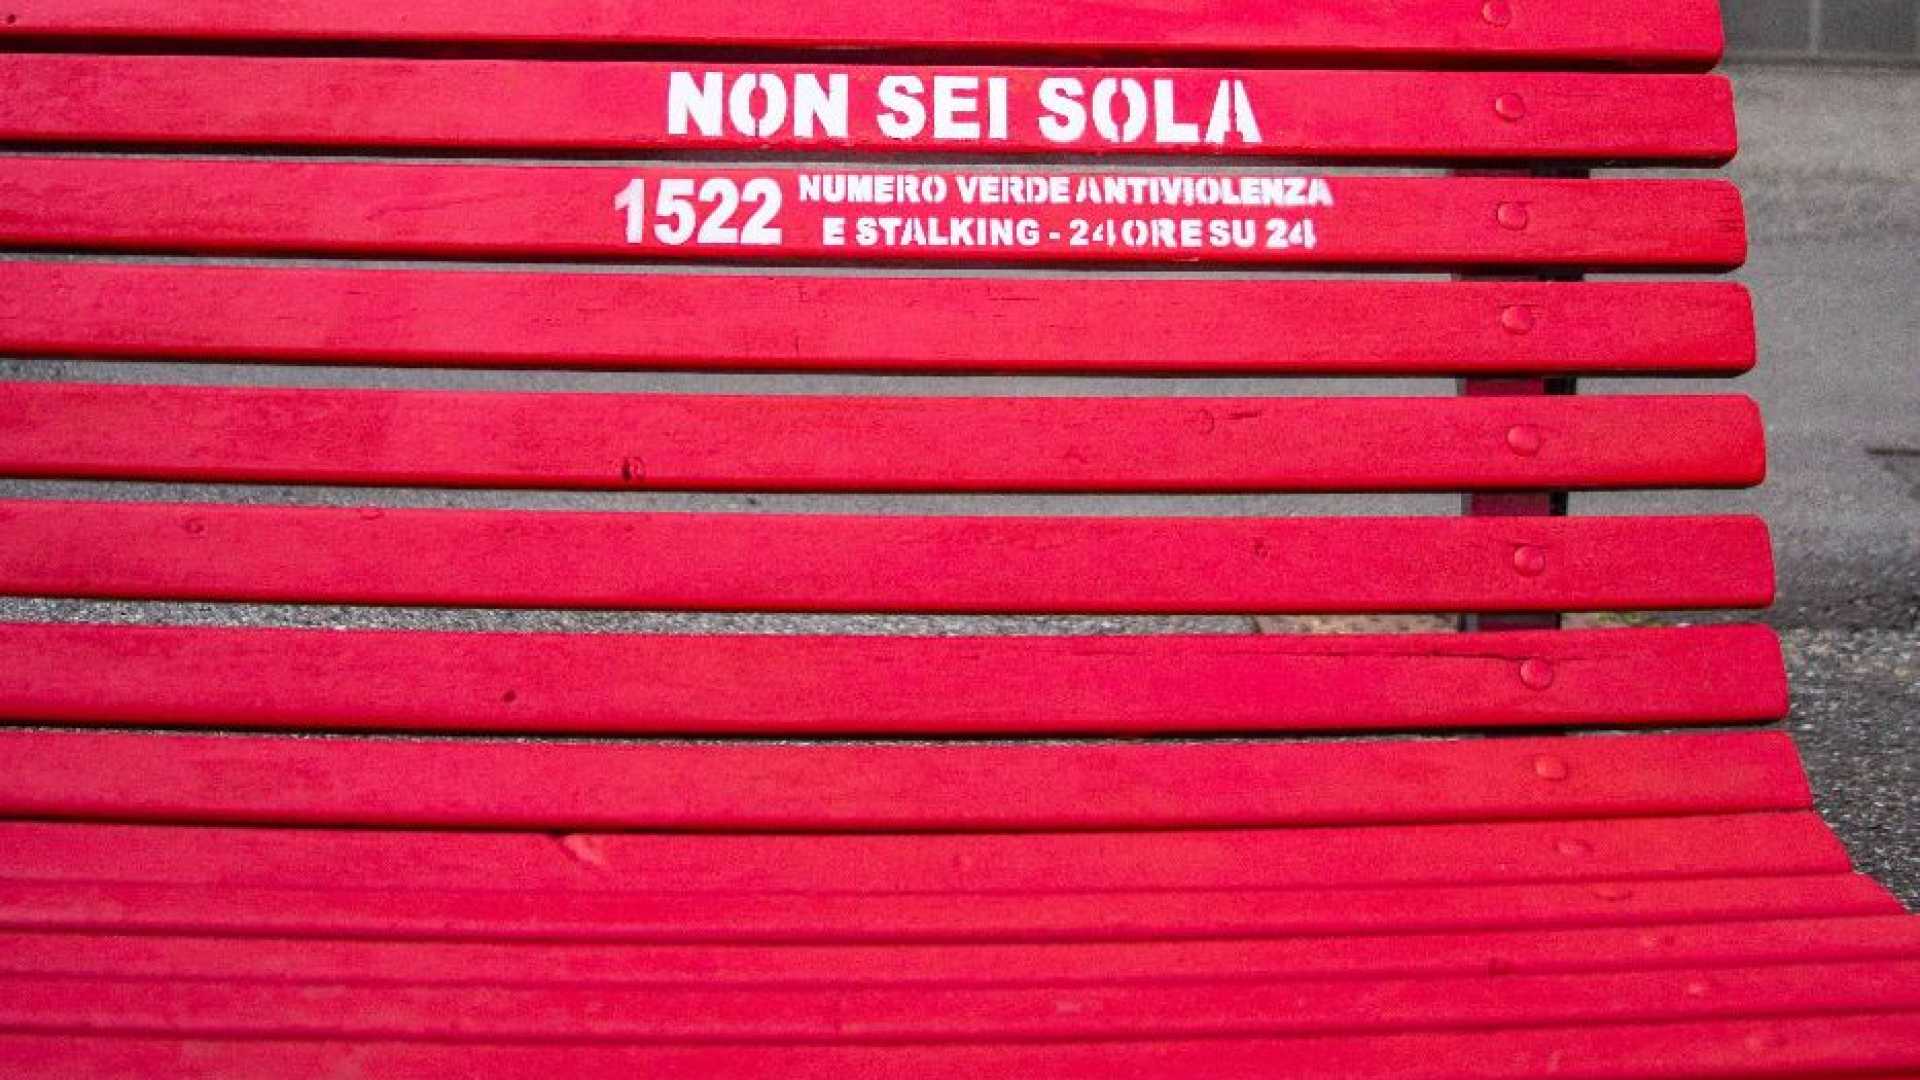 NON SEI SOLA
1522 NUMERO VERDE ANTIVIOLENZA
E STALKING - 24 ORE SU 24